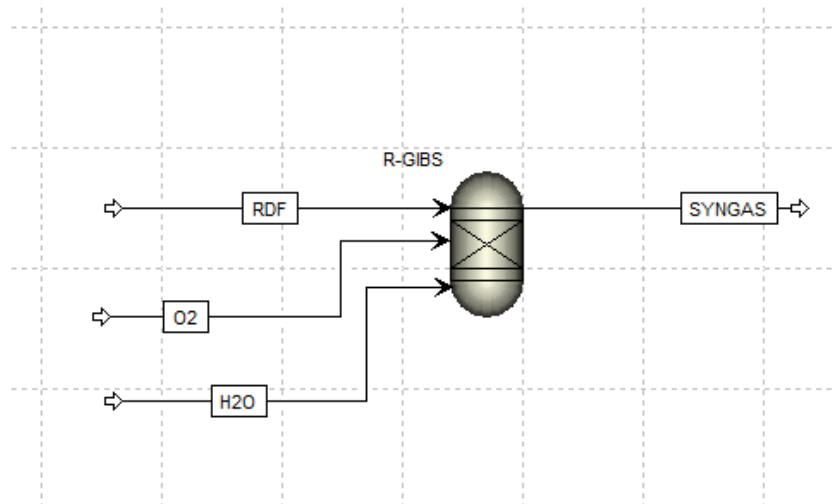 R-GIBS
RDF
SYNGAS
O2
H2O